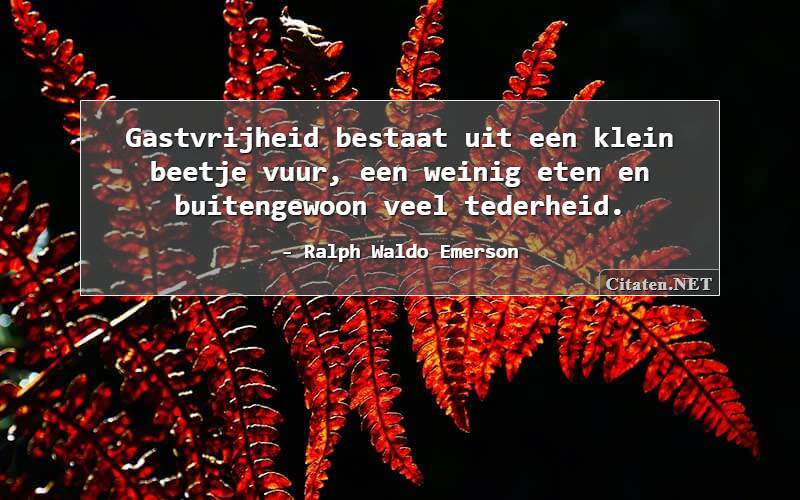 Gastvrijheid bestaat uit een klein
beetje vuur, een weinig eten en
buitengewoon veel tederheid.
- Ralph Waldo Emerson
Citaten.NET